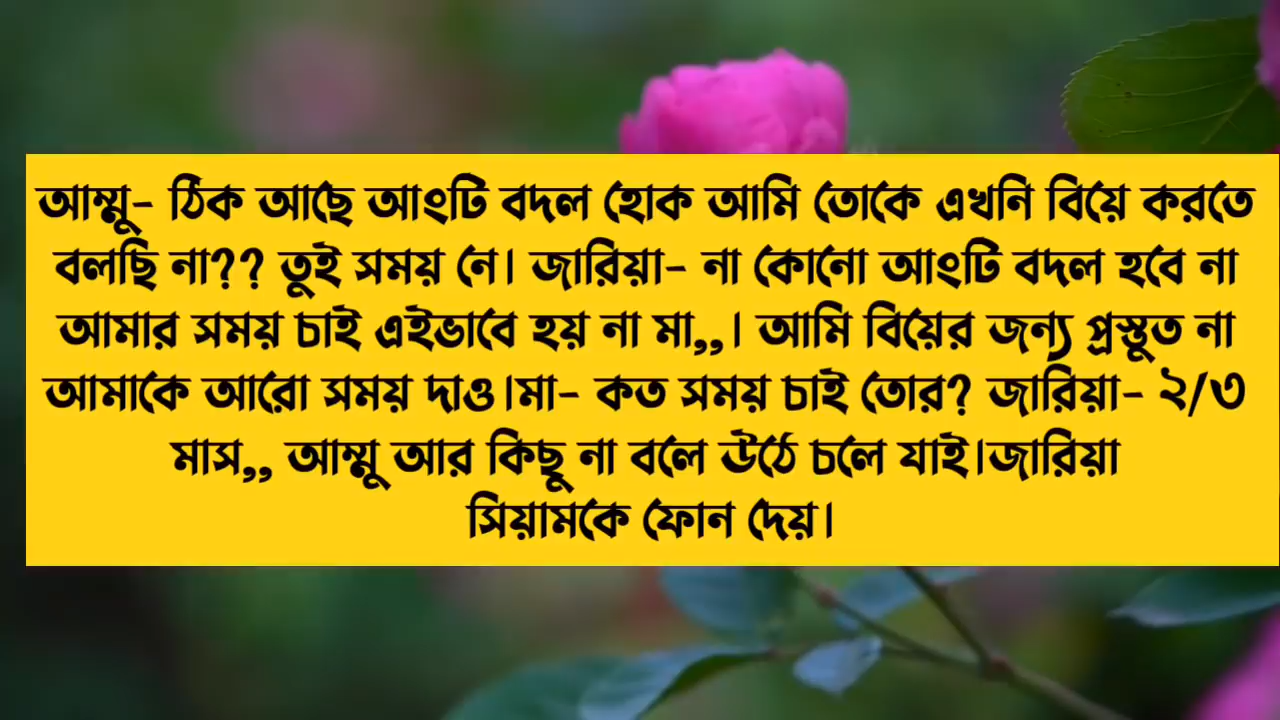 আম্মু- ঠিক আছে আংটি বদল হোক আমি তোকে এখনি বিয়ে করতে
বলছি না?? তুই সময় নে। জারিয়া- না কোনো আংটি বদল হবে না
আমার সময় চাই এইভাবে হয় না মা,,। আমি বিয়ের জন্য প্রস্তুত না
আমাকে আরো সময় দাও।মা- কত সময় চাই তোর? জারিয়া- ২/৩
মাস,, আম্মু আর কিছু না বলে উঠে চলে যাই।জারিয়া
সিয়ামকে ফোন দেয়।